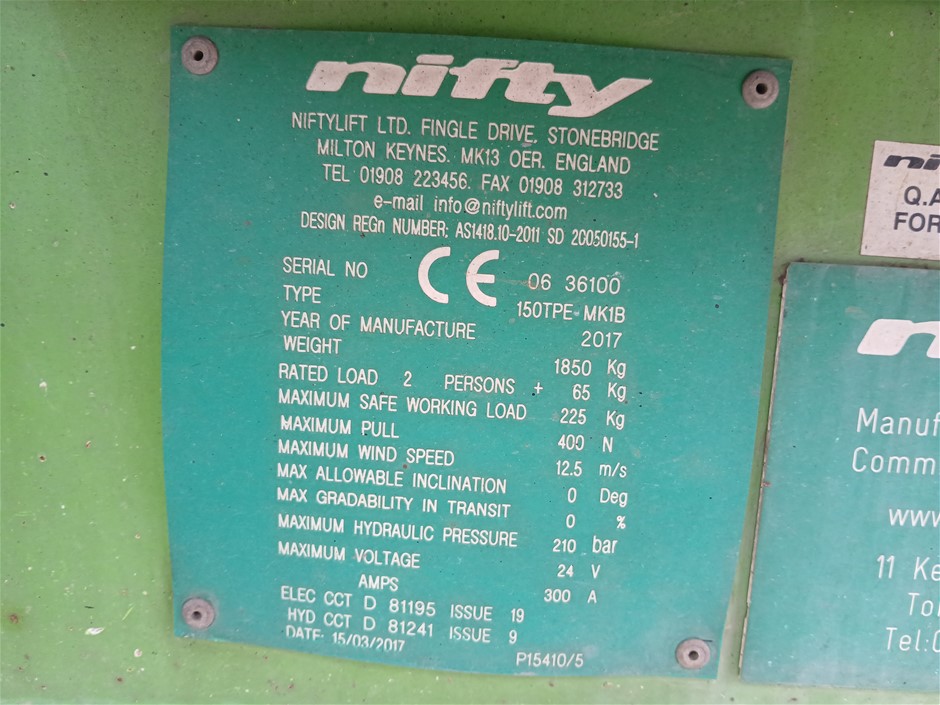 nifty
NIFTYLIFT LTD. FINGLE DRIVE, STONEBRIDGE
MILTON KEYNES. MK13 OER. ENGLAND
TEL 01908 223456. FAX 01908 312733
e-mail info@niftylift.com
DESIGN REGn NUMBER; AS1418.10-2011 SD 20050155-1
CE
SERIAL NO 06 36100
TYPE 150TPE-MK1B
YEAR OF MANUFACTURE 2017
WEIGHT 1850 Kg
RATED LOAD 2 PERSONS + 65 Kg
MAXIMUM SAFE WORKING LOAD 225 Kg
MAXIMUM PULL 400 N
MAXIMUM WIND SPEED 12.5 m/s
MAX ALLOWABLE INCLINATION 0 Deg
MAX GRADABILITY IN TRANSIT 0 %
MAXIMUM HYDRAULIC PRESSURE 210 bar
MAXIMUM VOLTAGE 24 V
AMPS 300 A
ELEC CCT D 81195 ISSUE 19
HYD CCT D 81241 ISSUE 9
DATE: 15/03/2017
P15410/5
Q.A
FOR
Manuf
Comm
www
11 Ke
To
Tel:0